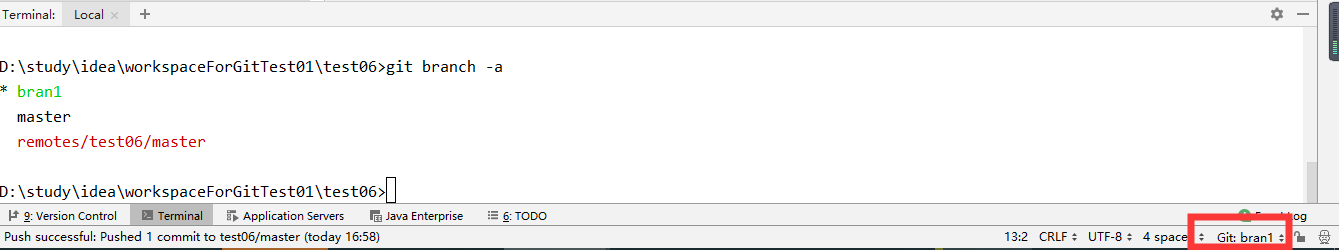 Terminal: Local × +
D:\study\idea\workspaceForGitTest01\test06>git branch -a
* bran1
master
remotes/test06/master
D:\study\idea\workspaceForGitTest01\test06>
9: Version Control Terminal Application Servers Java Enterprise 6: TODO
Push successful: Pushed 1 commit to test06/master (today 16:58) 13:2 CRLF UTF-8 4 Git: bran1